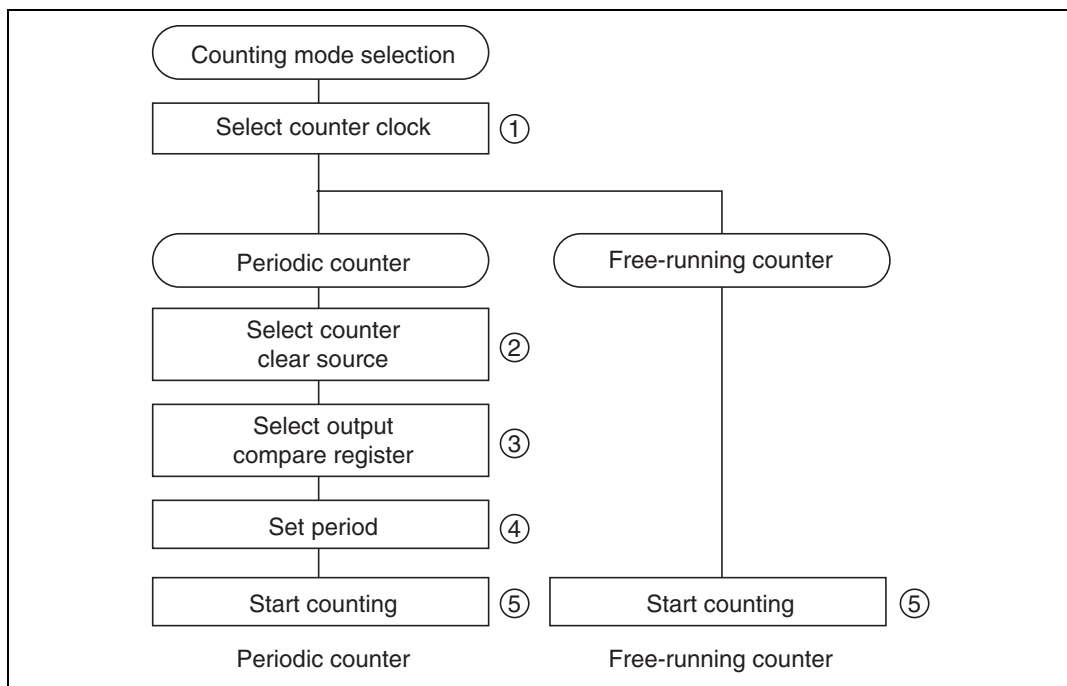 Counting mode selection
Select counter clock ①
Periodic counter
Free-running counter
Select counter
clear source ②
Select output
compare register ③
Set period ④
Start counting ⑤
Start counting ⑤
Periodic counter
Free-running counter